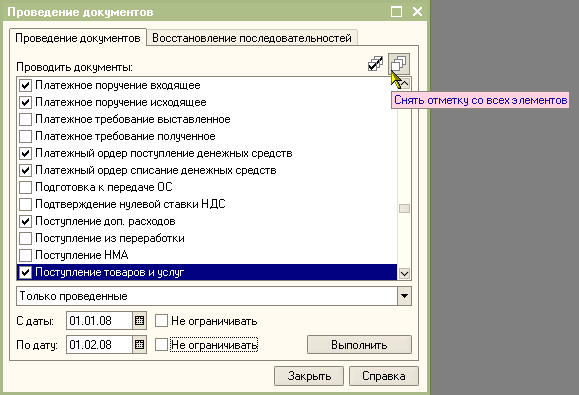 Проведение документов
Проведение документов
Восстановление последовательностей
Проводить документы:
Платежное поручение входящее
Платежное поручение исходящее
Снять отметку со всех элементов
Платежное требование выставленное
Платежное требование полученное
Платежный ордер поступление денежных средств
Платежный ордер списание денежных средств
Подготовка к передаче ОС
Подтверждение нулевой ставки НДС
Поступление доп. расходов
Поступление из переработки
Поступление НМА
Поступление товаров и услуг
Только проведенные
С даты: 01.01.08 Не ограничивать
По дату: 01.02.08 Не ограничивать Выполнить
Закрыть Справка